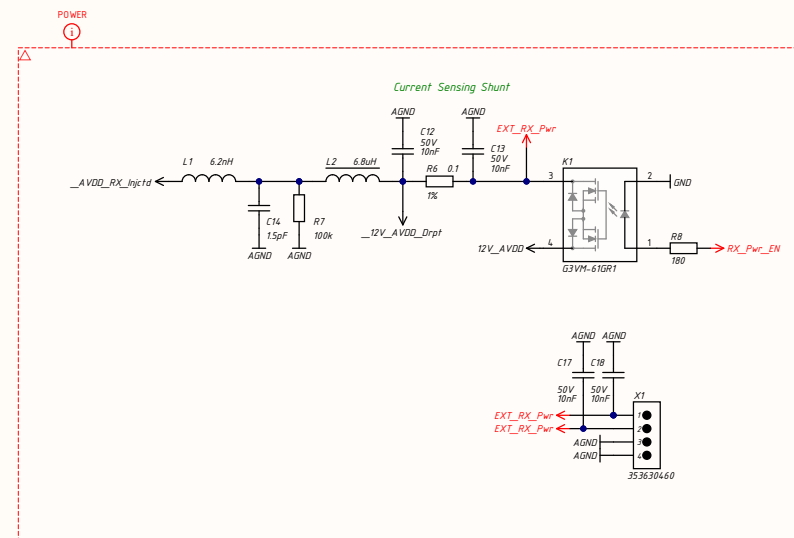 POWER
i
Current Sensing Shunt
AGND
AGND
C12
50V
10nF
EXT_RX_Pwr
C13
50V
10nF
L1 6.2nH
L2 6.8uH
R6 0.1
1%
K1
__AVDD_RX_Injctd
3
2
GND
C14
1.5pF
R7
100k
AGND
AGND
__12V_AVDD_Drpt
12V_AVDD
4
1
R8
180
RX_Pwr_EN
G3VM-61GR1
AGND
AGND
C17
C18
50V
10nF
50V
10nF
X1
EXT_RX_Pwr
1
EXT_RX_Pwr
2
AGND
3
AGND
4
353630460